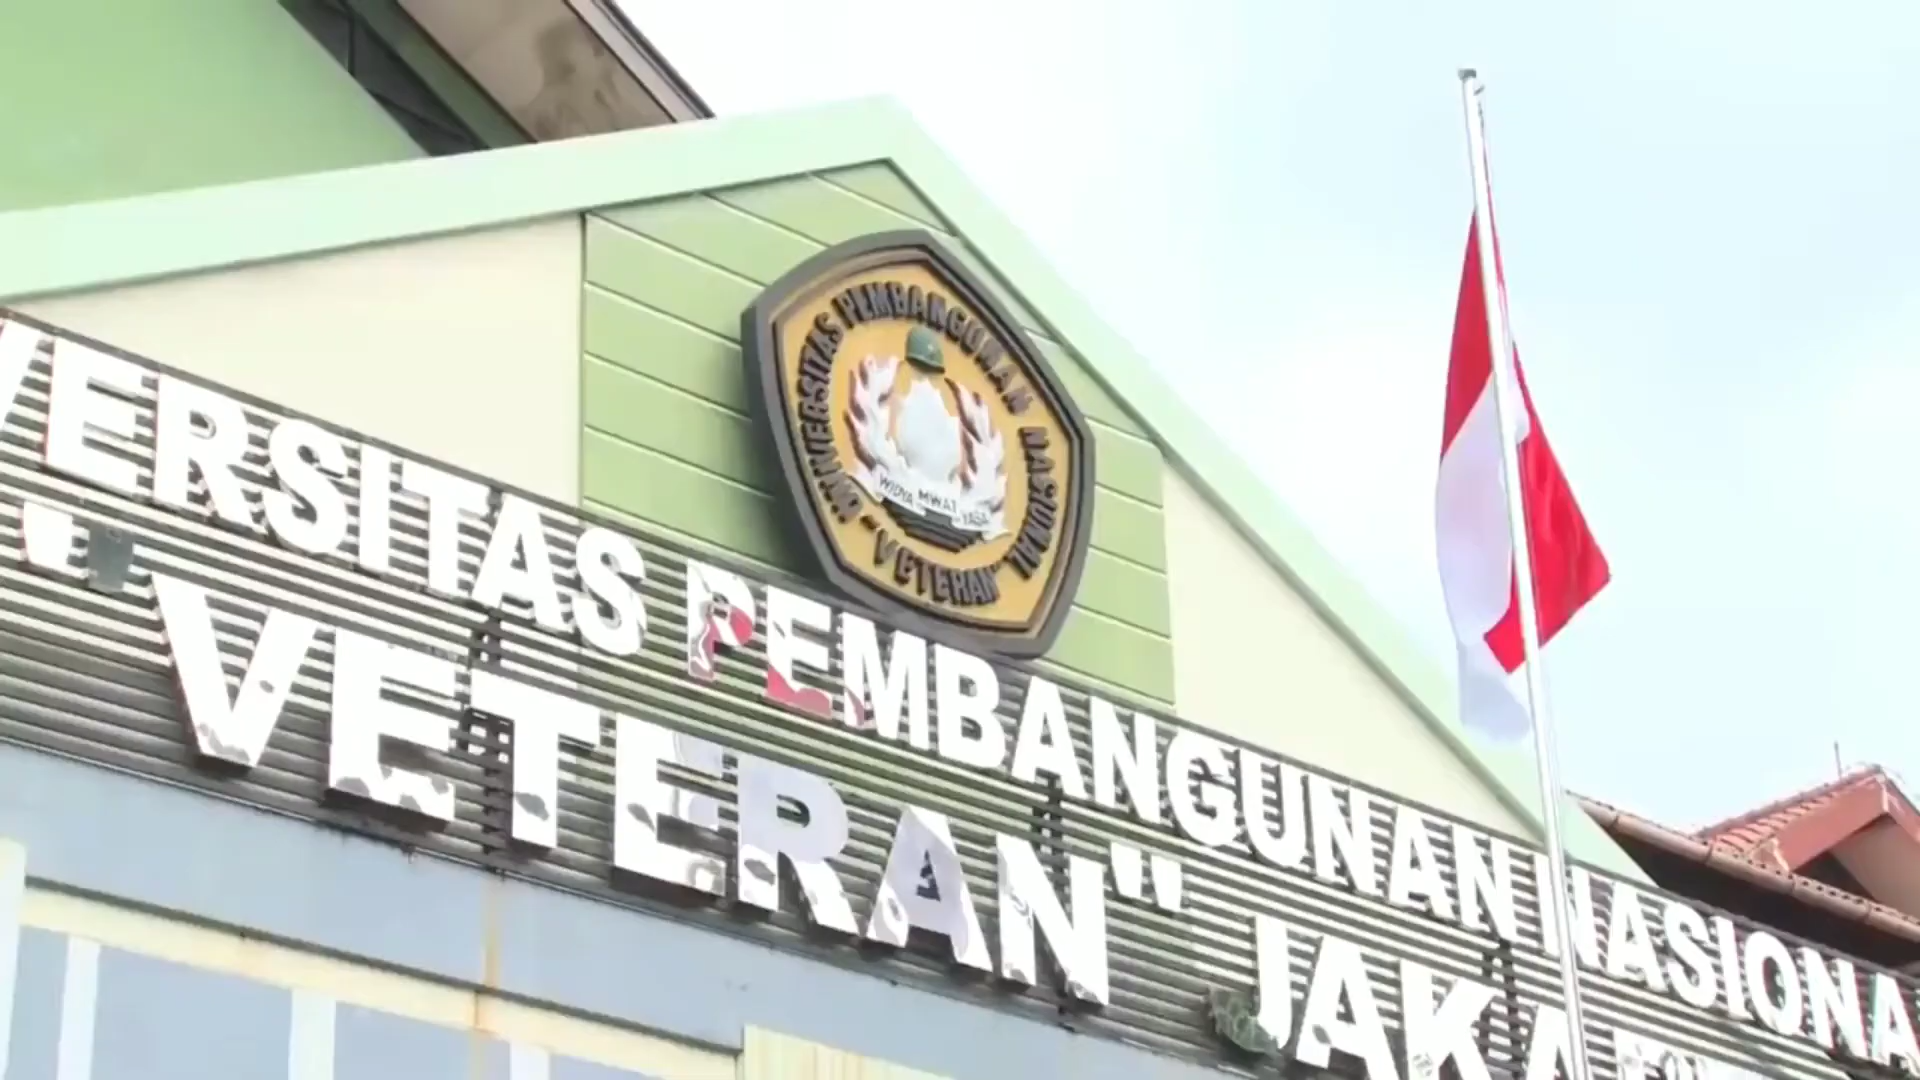 UNIVERSITAS PEMBANGUNAN NASIONAL
"VETERAN"
WIDYA MWAT YASA
VERSITAS PEMBANGUNAN NASIONA
"VETERAN" JAKA